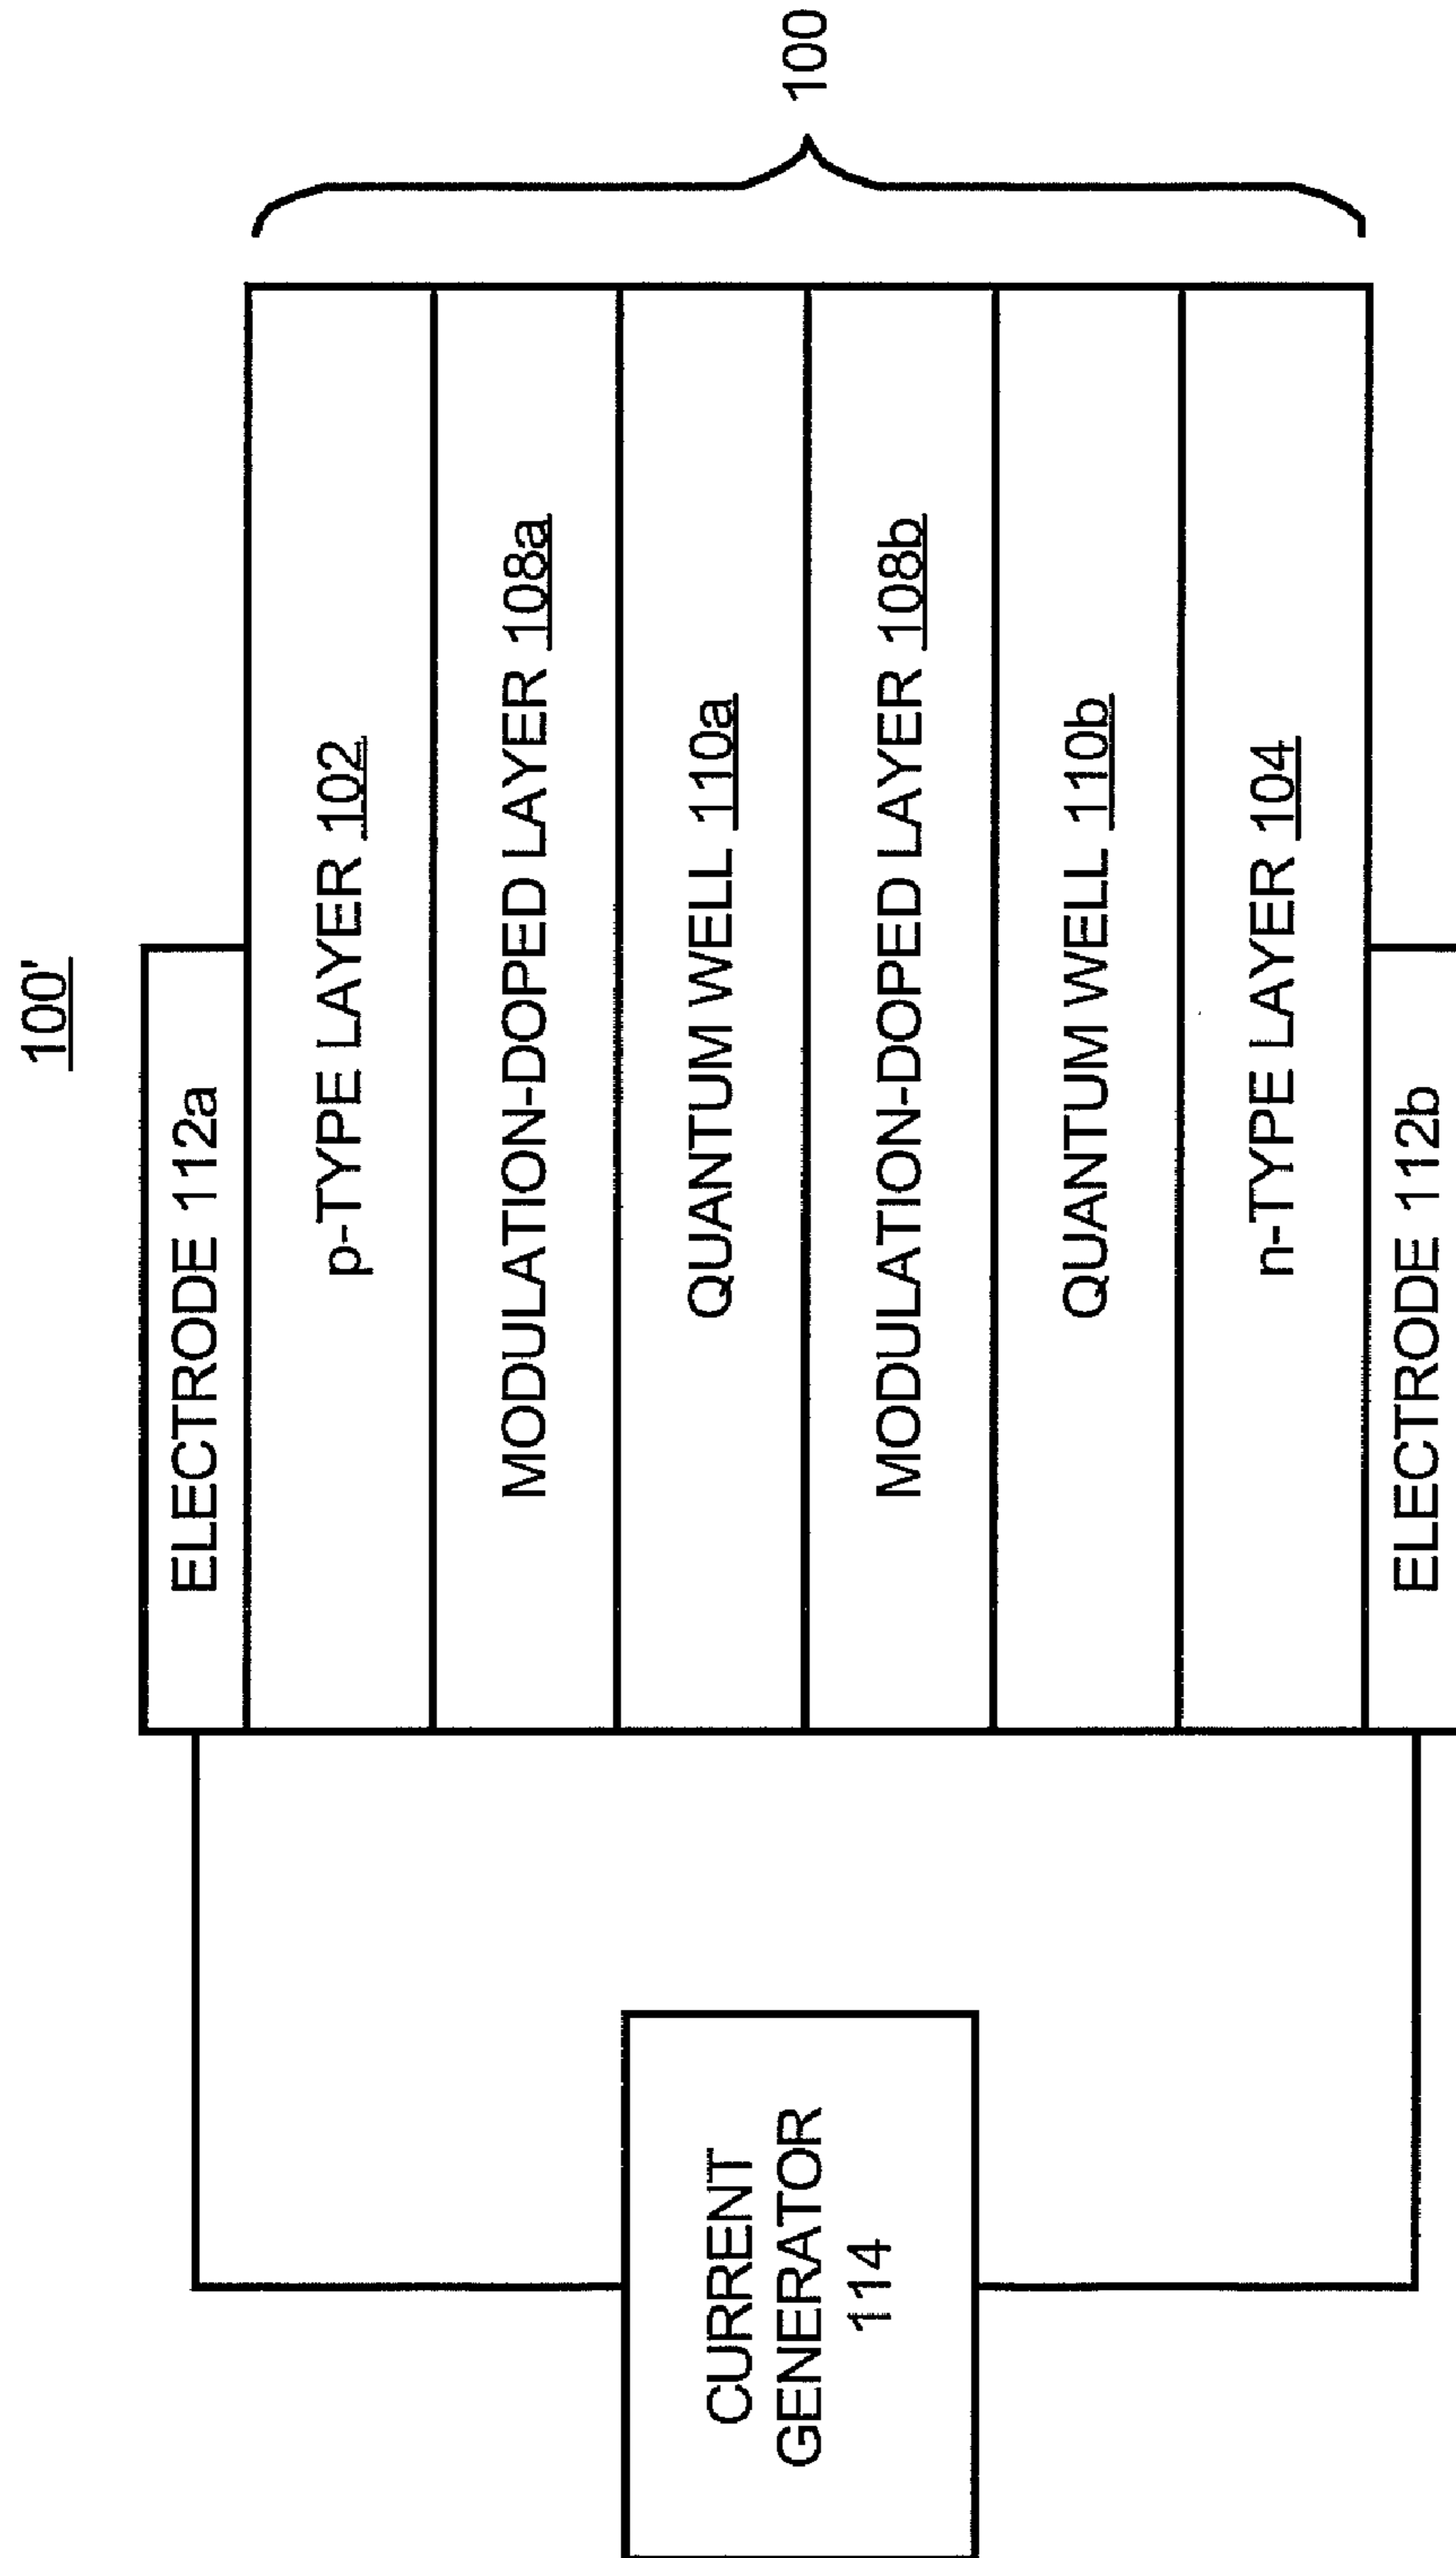 100'
ELECTRODE 112a
p-TYPE LAYER 102
MODULATION-DOPED LAYER 108a
QUANTUM WELL 110a
MODULATION-DOPED LAYER 108b
QUANTUM WELL 110b
n-TYPE LAYER 104
ELECTRODE 112b
100
CURRENT
GENERATOR
114